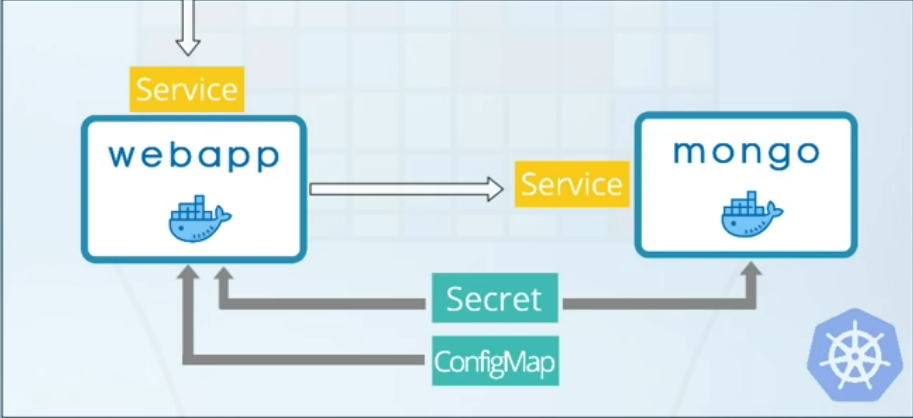 Service
webapp
mongo
Service
Secret
ConfigMap